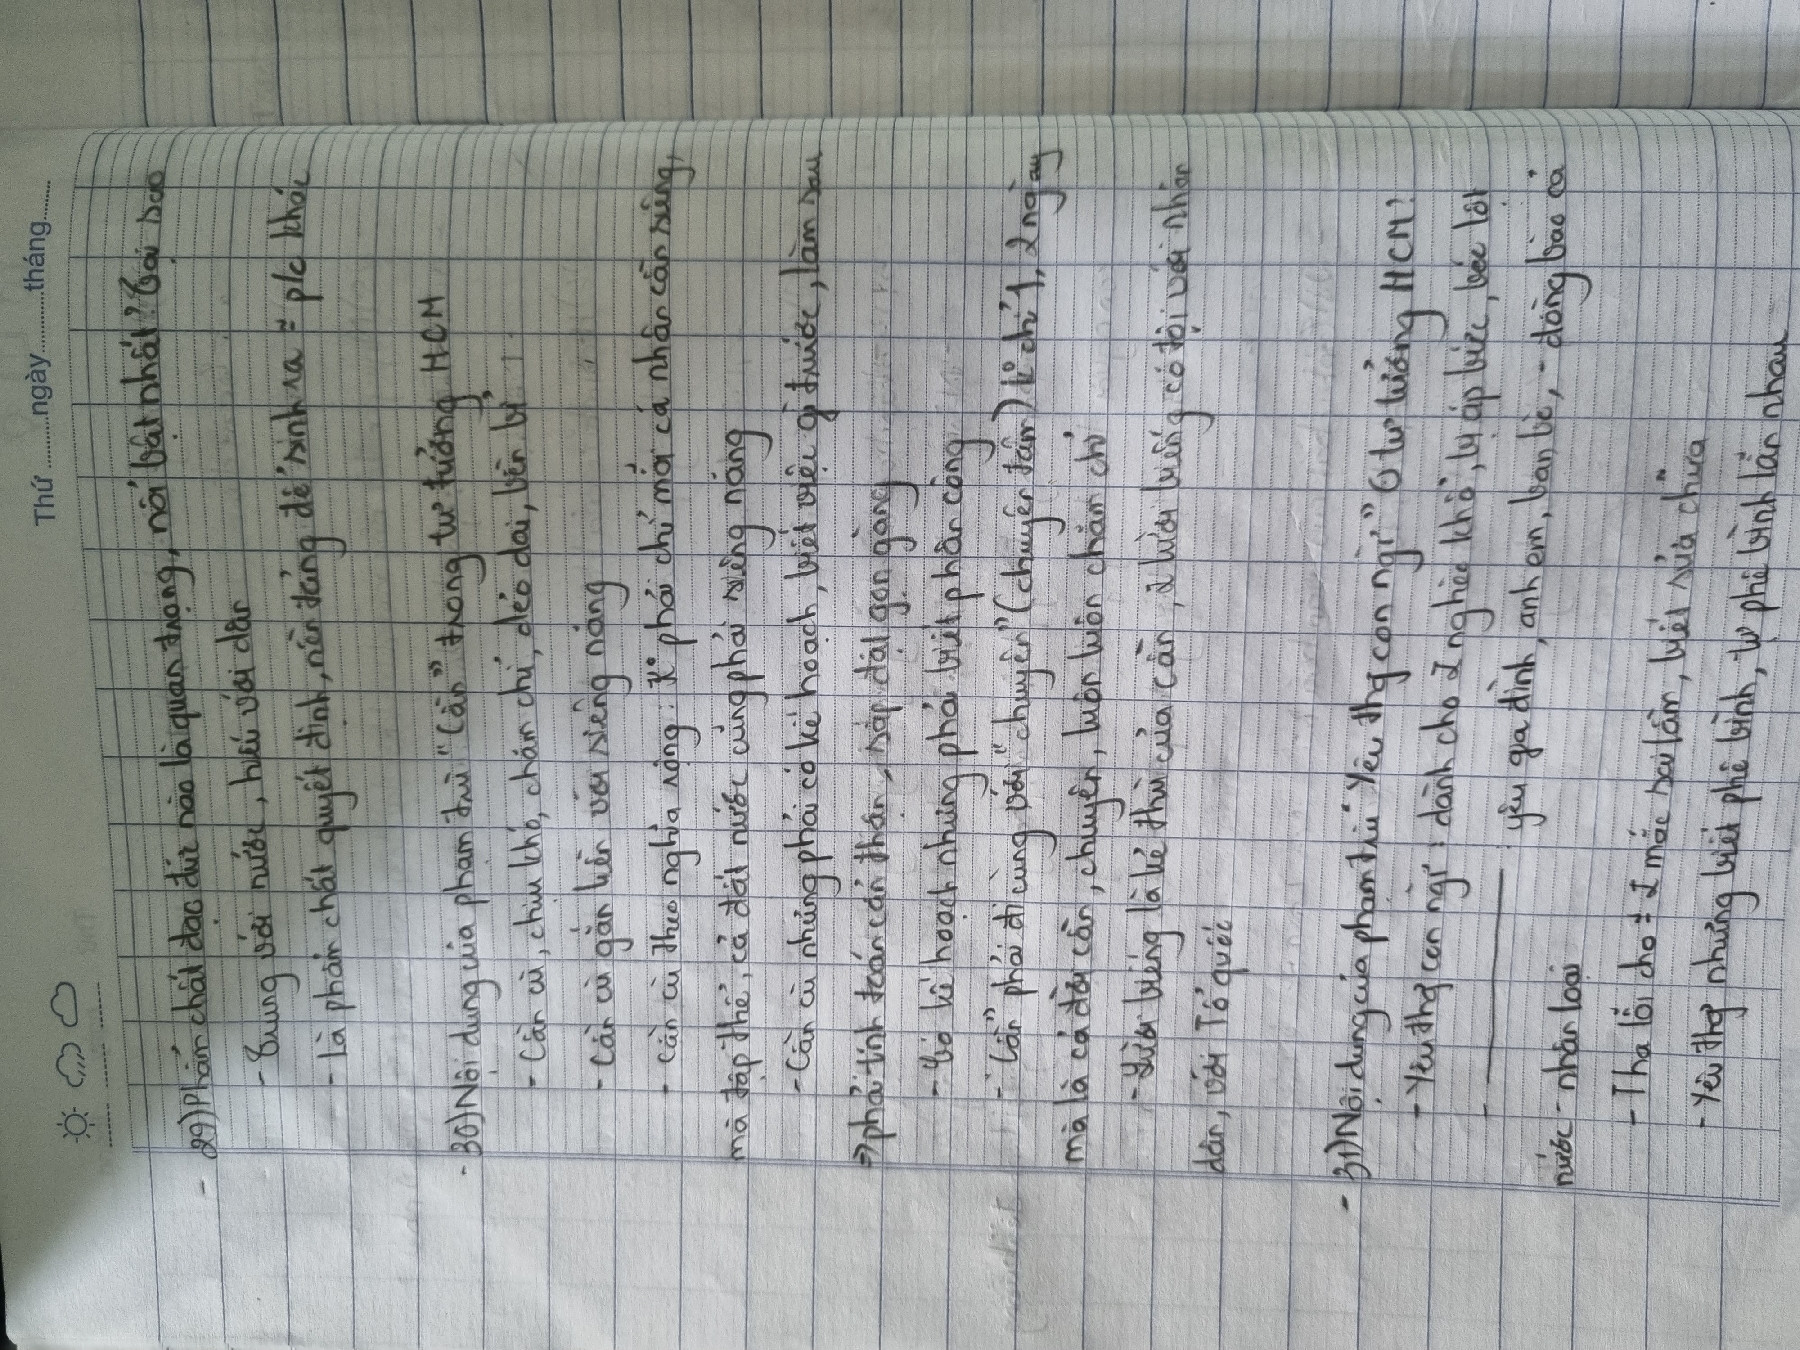 Thứ ..........ngày............tháng........
- 29) Phẩm chất đạo đức nào là quan trọng, nổi bật nhất? Tại sao
- Trung với nước, hiếu với dân
- Là phẩm chất quyết định, nền tảng để sinh ra ≠ p/c khác
- 30) Nội dung của phạm trù "Cần" trong tư tưởng HCM
- Cần cù, chịu khó, chăm chỉ, dẻo dai, bền bỉ
- Cần cù gắn liền với siêng năng
- Cần cù theo nghĩa rộng: K° phải chỉ mỗi cá nhân cần siêng,
mà tập thể, cả đất nước cũng phải siêng năng
- Cần cù nhưng phải có kế hoạch, biết việc gì trước, làm sau
⇒ phải tính toán cẩn thận, sắp đặt gọn gàng
- Có kế hoạch nhưng phải biết phân công
- "Cần" phải đi cùng với "chuyên" (chuyên tâm) k° chỉ 1, 2 ngày
mà là cả đời cần, chuyên, luôn luôn chăm chỉ
- Lười biếng là kẻ thù của cần, lười biếng có tội với nhân
dân, với Tổ quốc
- 31) Nội dung của phạm trù "Yêu thg con ngi" tư tưởng HCM?
- Yêu thg con ngi: dành cho nghèo khổ, bị áp bức, bóc lột
- ———————— : yêu gia đình, anh em, bạn bè, - đồng bào cả
nước - nhân loại
- Tha lỗi cho mắc sai lầm, biết sửa chữa
- Yêu thg nhưng biết phê bình, tự phê bình lẫn nhau